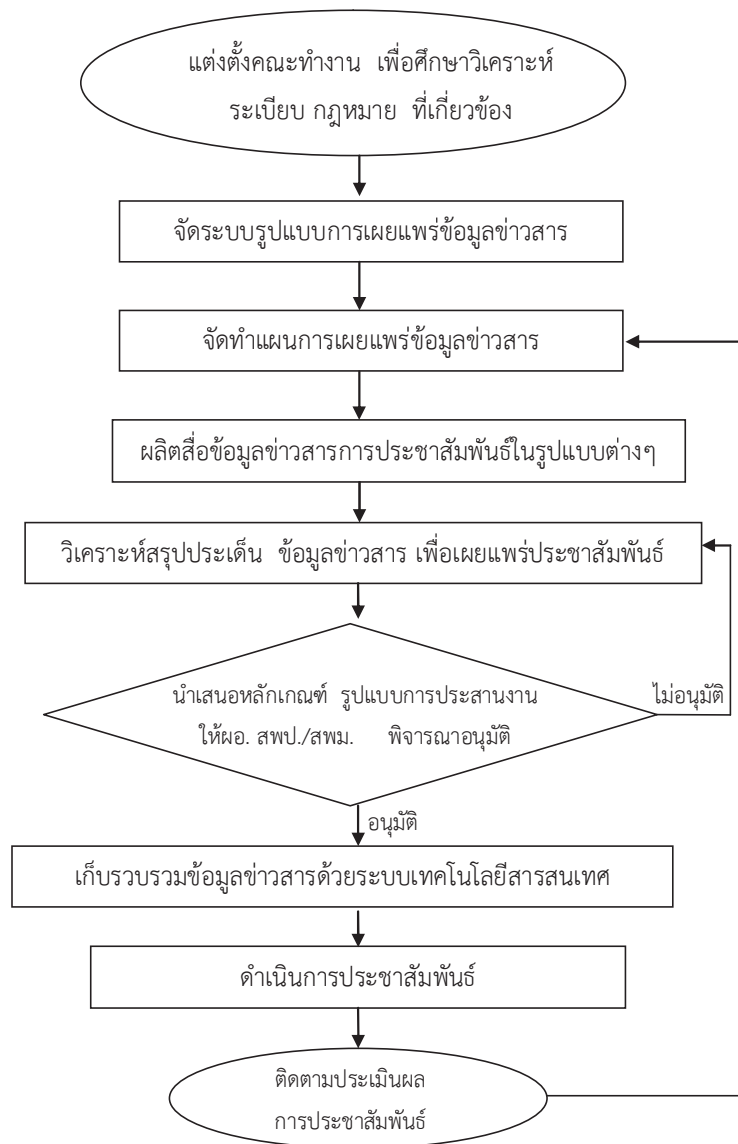 แต่งตั้งคณะทำงาน เพื่อศึกษาวิเคราะห์
ระเบียบ กฎหมาย ที่เกี่ยวข้อง
จัดระบบรูปแบบการเผยแพร่ข้อมูลข่าวสาร
จัดทำแผนการเผยแพร่ข้อมูลข่าวสาร
ผลิตสื่อข้อมูลข่าวสารการประชาสัมพันธ์ในรูปแบบต่างๆ
วิเคราะห์สรุปประเด็น ข้อมูลข่าวสาร เพื่อเผยแพร่ประชาสัมพันธ์
นำเสนอหลักเกณฑ์ รูปแบบการประสานงาน
ให้ผอ. สพป./สพม. พิจารณาอนุมัติ
ไม่อนุมัติ
อนุมัติ
เก็บรวบรวมข้อมูลข่าวสารด้วยระบบเทคโนโลยีสารสนเทศ
ดำเนินการประชาสัมพันธ์
ติดตามประเมินผล
การประชาสัมพันธ์